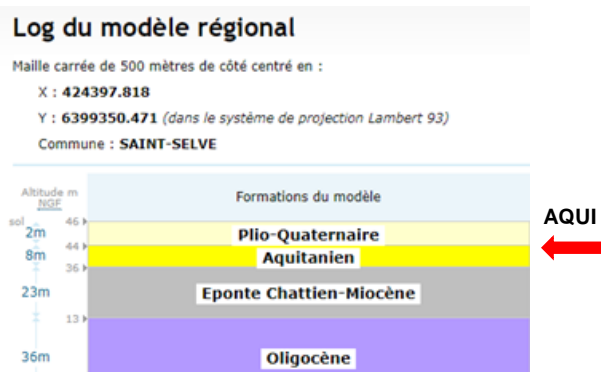 Log du modèle régional
Maille carrée de 500 mètres de côté centré en :
X : 424397.818
Y : 6399350.471 (dans le système de projection Lambert 93)
Commune : SAINT-SELVE
Altitude m
NGF
Formations du modèle
AQUI
sol
46
2m
Plio-Quaternaire
44
8m
Aquitanien
36
23m
Eponte Chattien-Miocène
13
36m
Oligocène